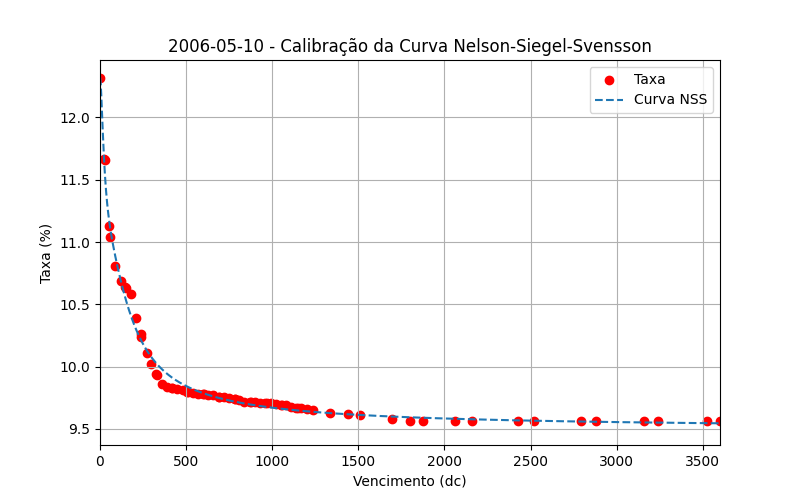 2006-05-10 - Calibração da Curva Nelson-Siegel-Svensson
Taxa
Curva NSS
Taxa (%)
12.0
11.5
11.0
10.5
10.0
9.5
0 500 1000 1500 2000 2500 3000 3500
Vencimento (dc)